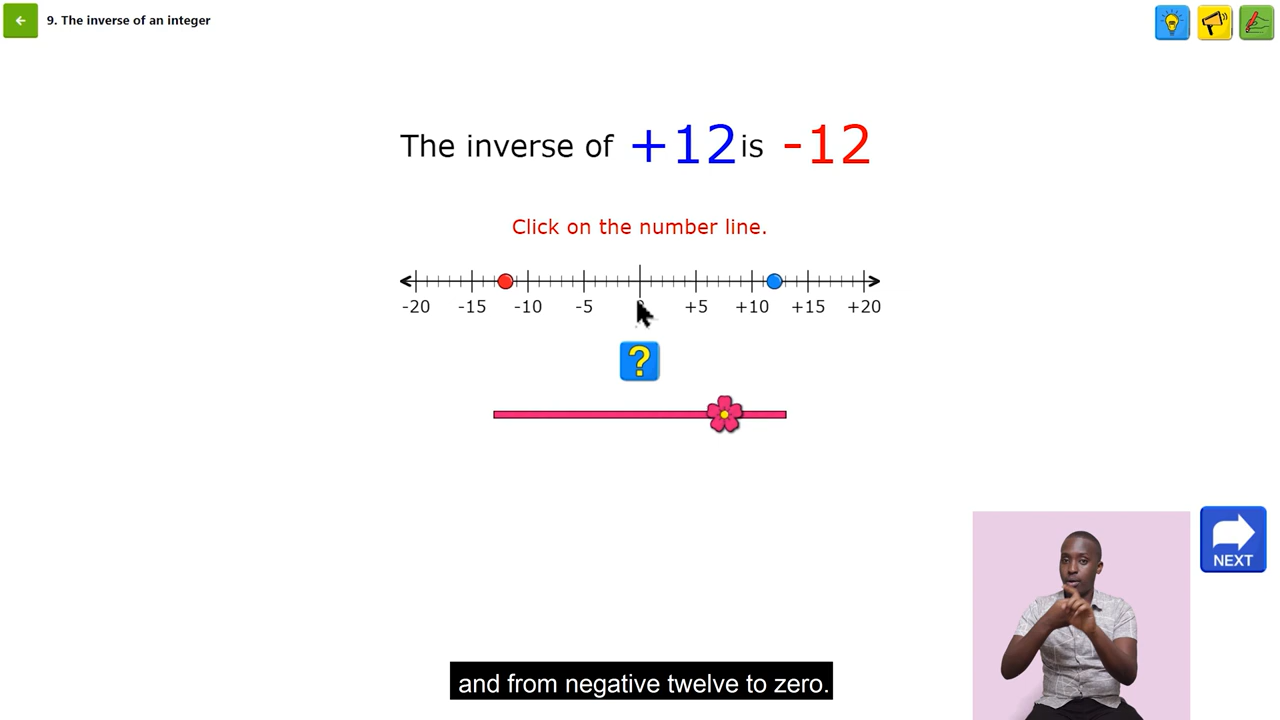 9. The inverse of an integer
The inverse of +12 is -12
Click on the number line.
-20 -15 -10 -5 +5 +10 +15 +20
?
NEXT
and from negative twelve to zero.